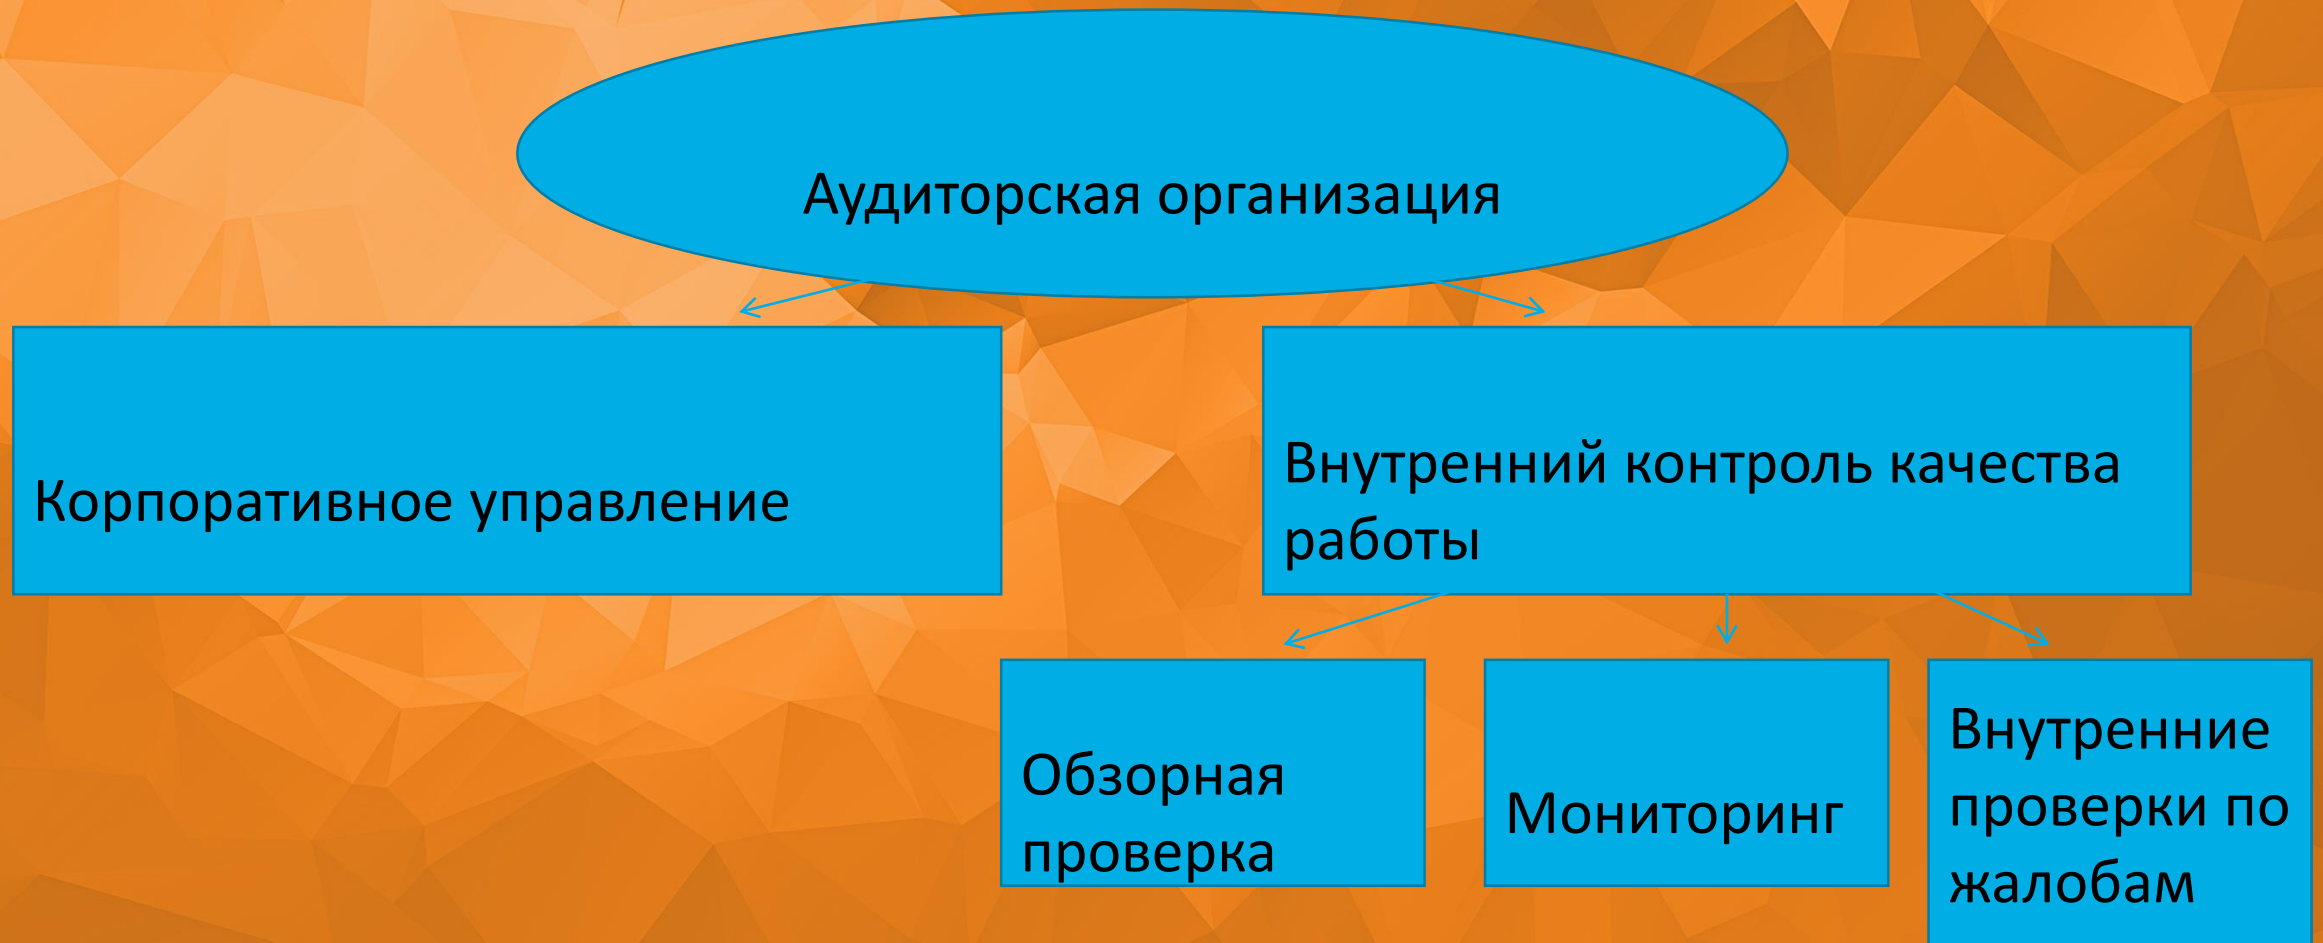 Аудиторская организация
Корпоративное управление
Внутренний контроль качества
работы
Обзорная
проверка
Мониторинг
Внутренние
проверки по
жалобам